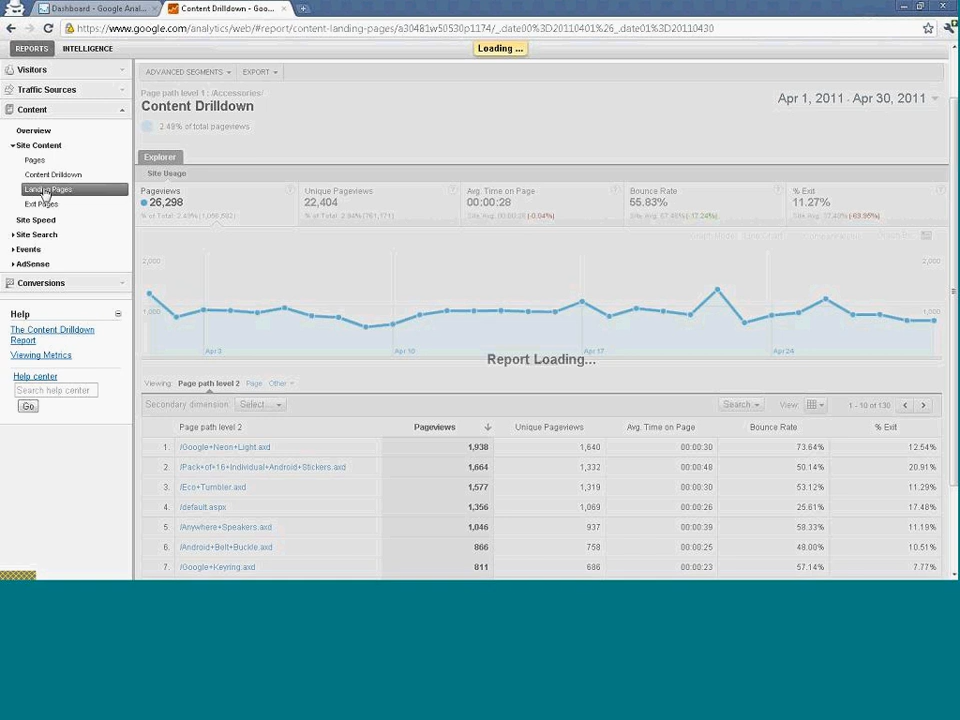 Dashboard - Google Anal...
Content Drilldown - Goo...
https://www.google.com/analytics/web/#report/content-landing-pages/a30481w50530p1174/_.date00%3D20110401%26_.date01%3D20110430
REPORTS
INTELLIGENCE
Loading ...
Visitors
Traffic Sources
Content
Overview
Site Content
Pages
Content Drilldown
Landing Pages
Exit Pages
Site Speed
Site Search
Events
AdSense
Conversions
Help
The Content Drilldown
Report
Viewing Metrics
Help center
Search help center
Go
ADVANCED SEGMENTS
EXPORT
Page path level 1 : /Accessories/
Content Drilldown
Apr 1, 2011 - Apr 30, 2011
2.49% of total pageviews
Explorer
Site Usage
Pageviews
26,298
Unique Pageviews
22,404
Avg. Time on Page
00:00:28
Bounce Rate
55.83%
% Exit
11.27%
2,000
2,000
1,000
1,000
Apr 3
Apr 10
Apr 17
Apr 24
Report Loading...
Viewing: Page path level 2 Page Other
Secondary dimension: Select...
Search
View:
1 - 10 of 130
Page path level 2 Pageviews Unique Pageviews Avg. Time on Page Bounce Rate % Exit
1. /Google+Neon+Light.axd 1,938 1,640 00:00:30 73.64% 12.54%
2. /Pack+of+16+Individual+Android+Stickers.axd 1,664 1,332 00:00:48 50.14% 20.91%
3. /Eco+Tumbler.axd 1,577 1,319 00:00:30 53.12% 11.29%
4. /default.aspx 1,356 1,069 00:00:26 25.61% 17.48%
5. /Anywhere+Speakers.axd 1,046 937 00:00:39 58.33% 11.19%
6. /Android+Belt+Buckle.axd 866 758 00:00:25 48.00% 10.51%
7. /Google+Keyring.axd 811 686 00:00:23 57.14% 7.77%